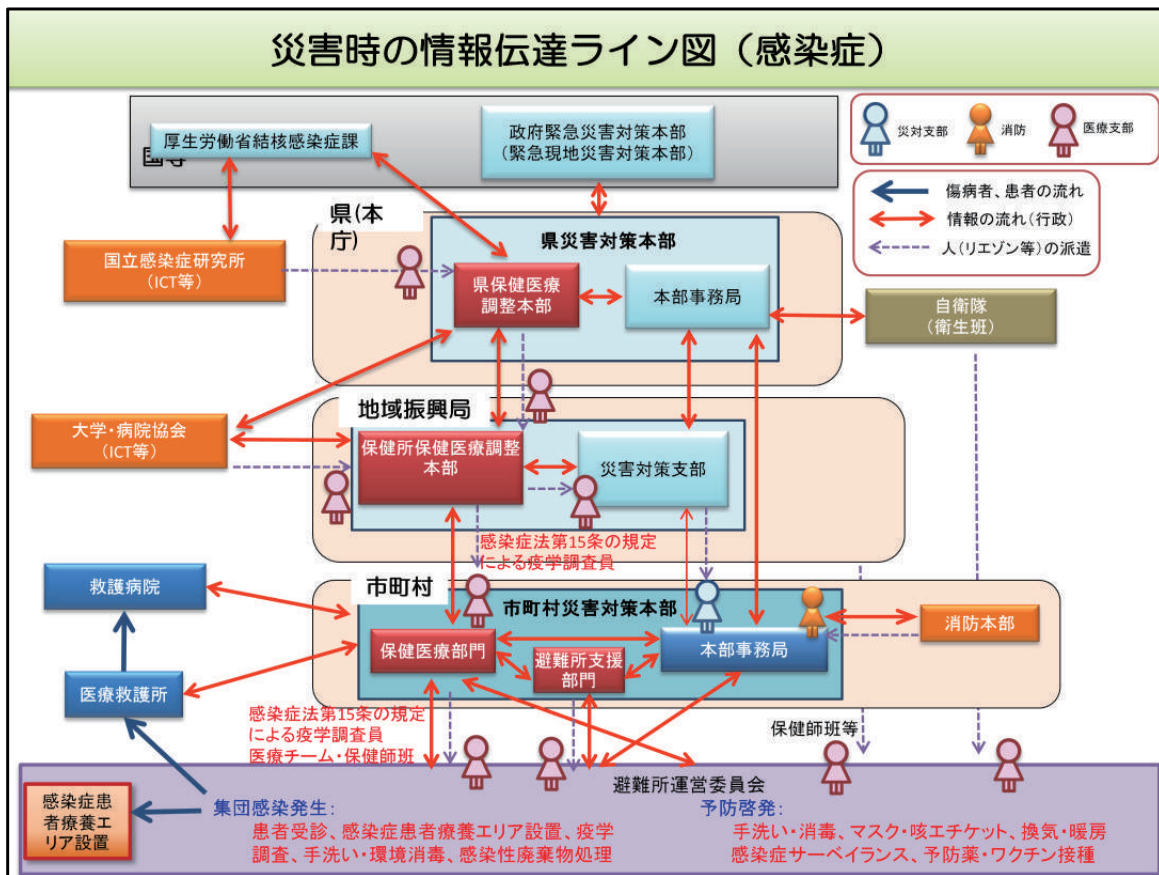 災害時の情報伝達ライン図（感染症）
国等
厚生労働省結核感染症課
政府緊急災害対策本部
（緊急現地災害対策本部）
災対支部
消防
医療支部
傷病者、患者の流れ
情報の流れ(行政)
人(リエゾン等)の派遣
県(本
庁)
県災害対策本部
国立感染症研究所
(ICT等)
県保健医療
調整本部
本部事務局
自衛隊
（衛生班）
地域振興局
大学・病院協会
(ICT等)
保健所保健医療調整
本部
災害対策支部
感染症法第15条の規定
による疫学調査員
救護病院
市町村
市町村災害対策本部
保健医療部門
避難所支援
部門
本部事務局
消防本部
医療救護所
感染症法第15条の規定
による疫学調査員
医療チーム・保健師班
保健師班等
避難所運営委員会
感染症患
者療養エ
リア設置
集団感染発生:
患者受診、感染症患者療養エリア設置、疫学
調査、手洗い・環境消毒、感染性廃棄物処理
予防啓発:
手洗い・消毒、マスク・咳エチケット、換気・暖房
感染症サーベイランス、予防薬・ワクチン接種